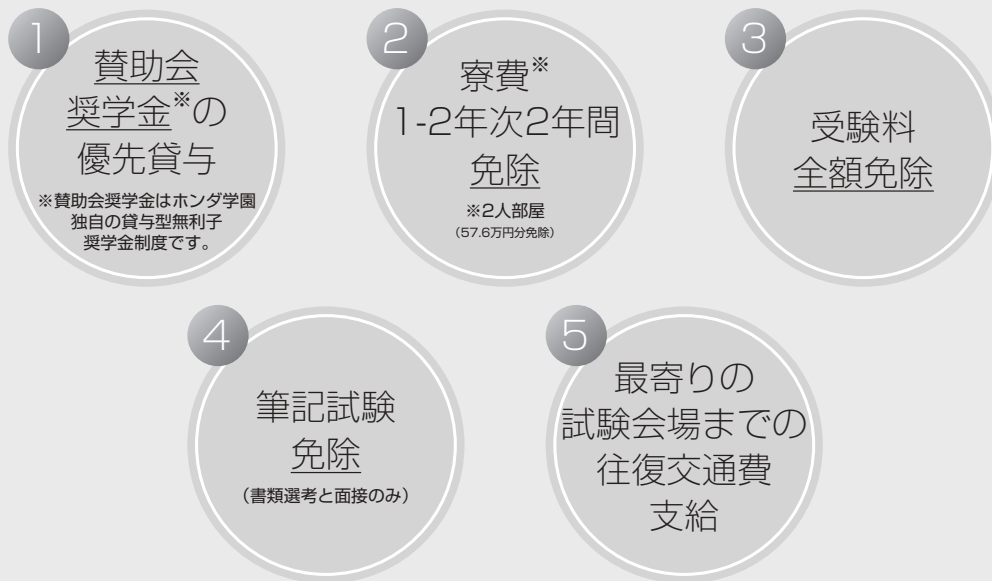 1
賛助会
奨学金※の
優先貸与
※賛助会奨学金はホンダ学園
独自の貸与型無利子
奨学金制度です。
2
寮費※
1-2年次2年間
免除
※2人部屋
（57.6万円分免除）
3
受験料
全額免除
4
筆記試験
免除
（書類選考と面接のみ）
5
最寄りの
試験会場までの
往復交通費
支給